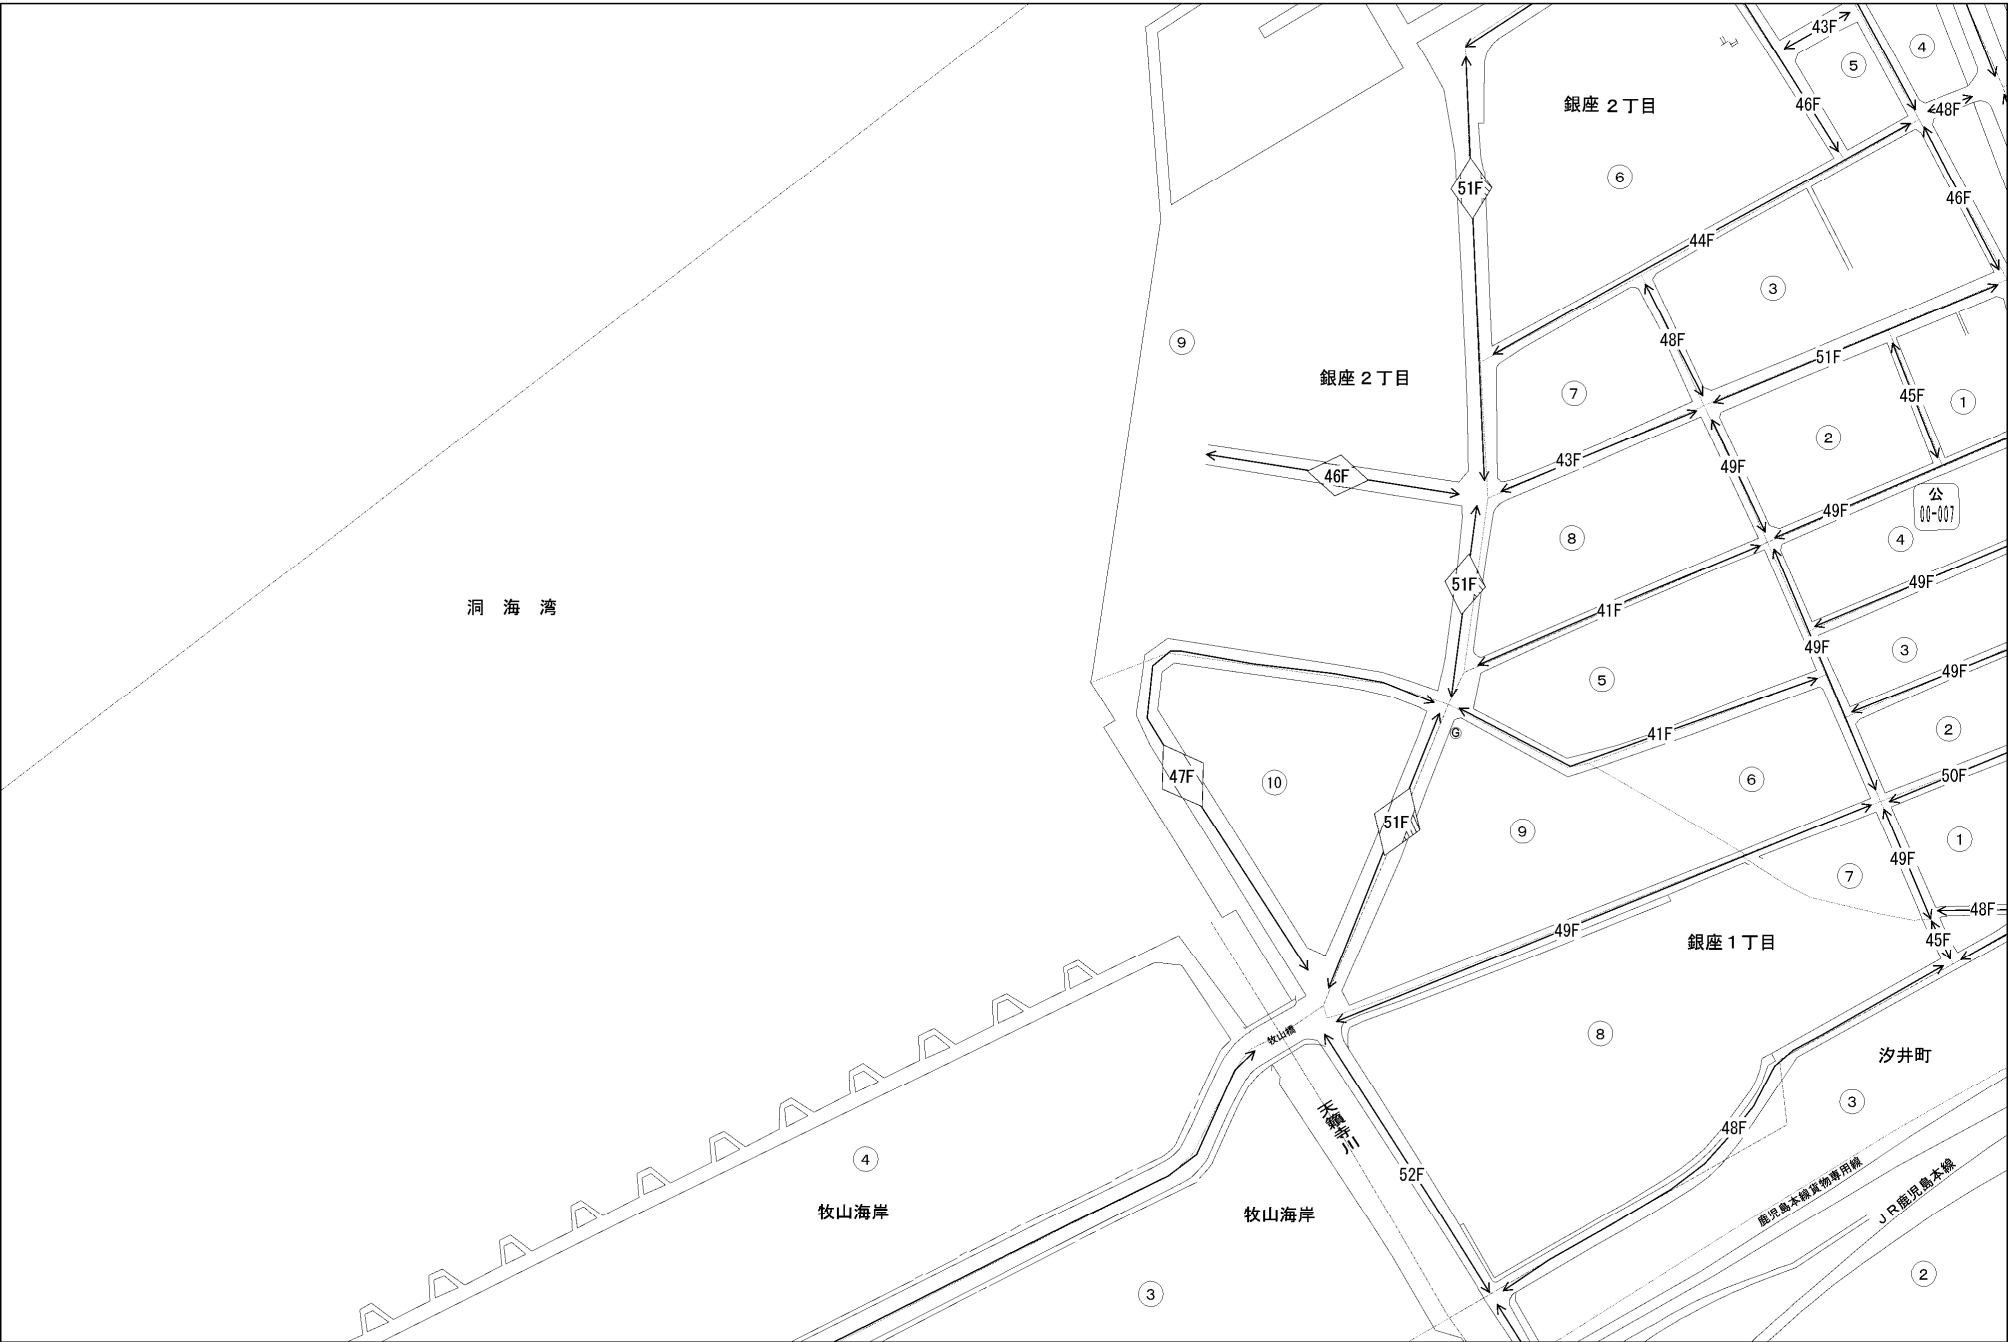 43F
④
⑤
46F
48F
銀座２丁目
⑥
51F
46F
44F
③
⑨
48F
51F
銀座２丁目
⑦
45F
①
②
43F
49F
46F
公
00-007
49F
⑧
④
51F
49F
41F
洞海湾
49F
③
⑤
49F
41F
Ⓖ
②
47F
⑩
⑥
50F
51F
⑨
49F
①
⑦
48F
49F
45F
銀座１丁目
牧山橋
⑧
汐井町
③
天籟寺川
48F
④
52F
鹿児島本線貨物専用線
ＪＲ鹿児島本線
牧山海岸
牧山海岸
③
②